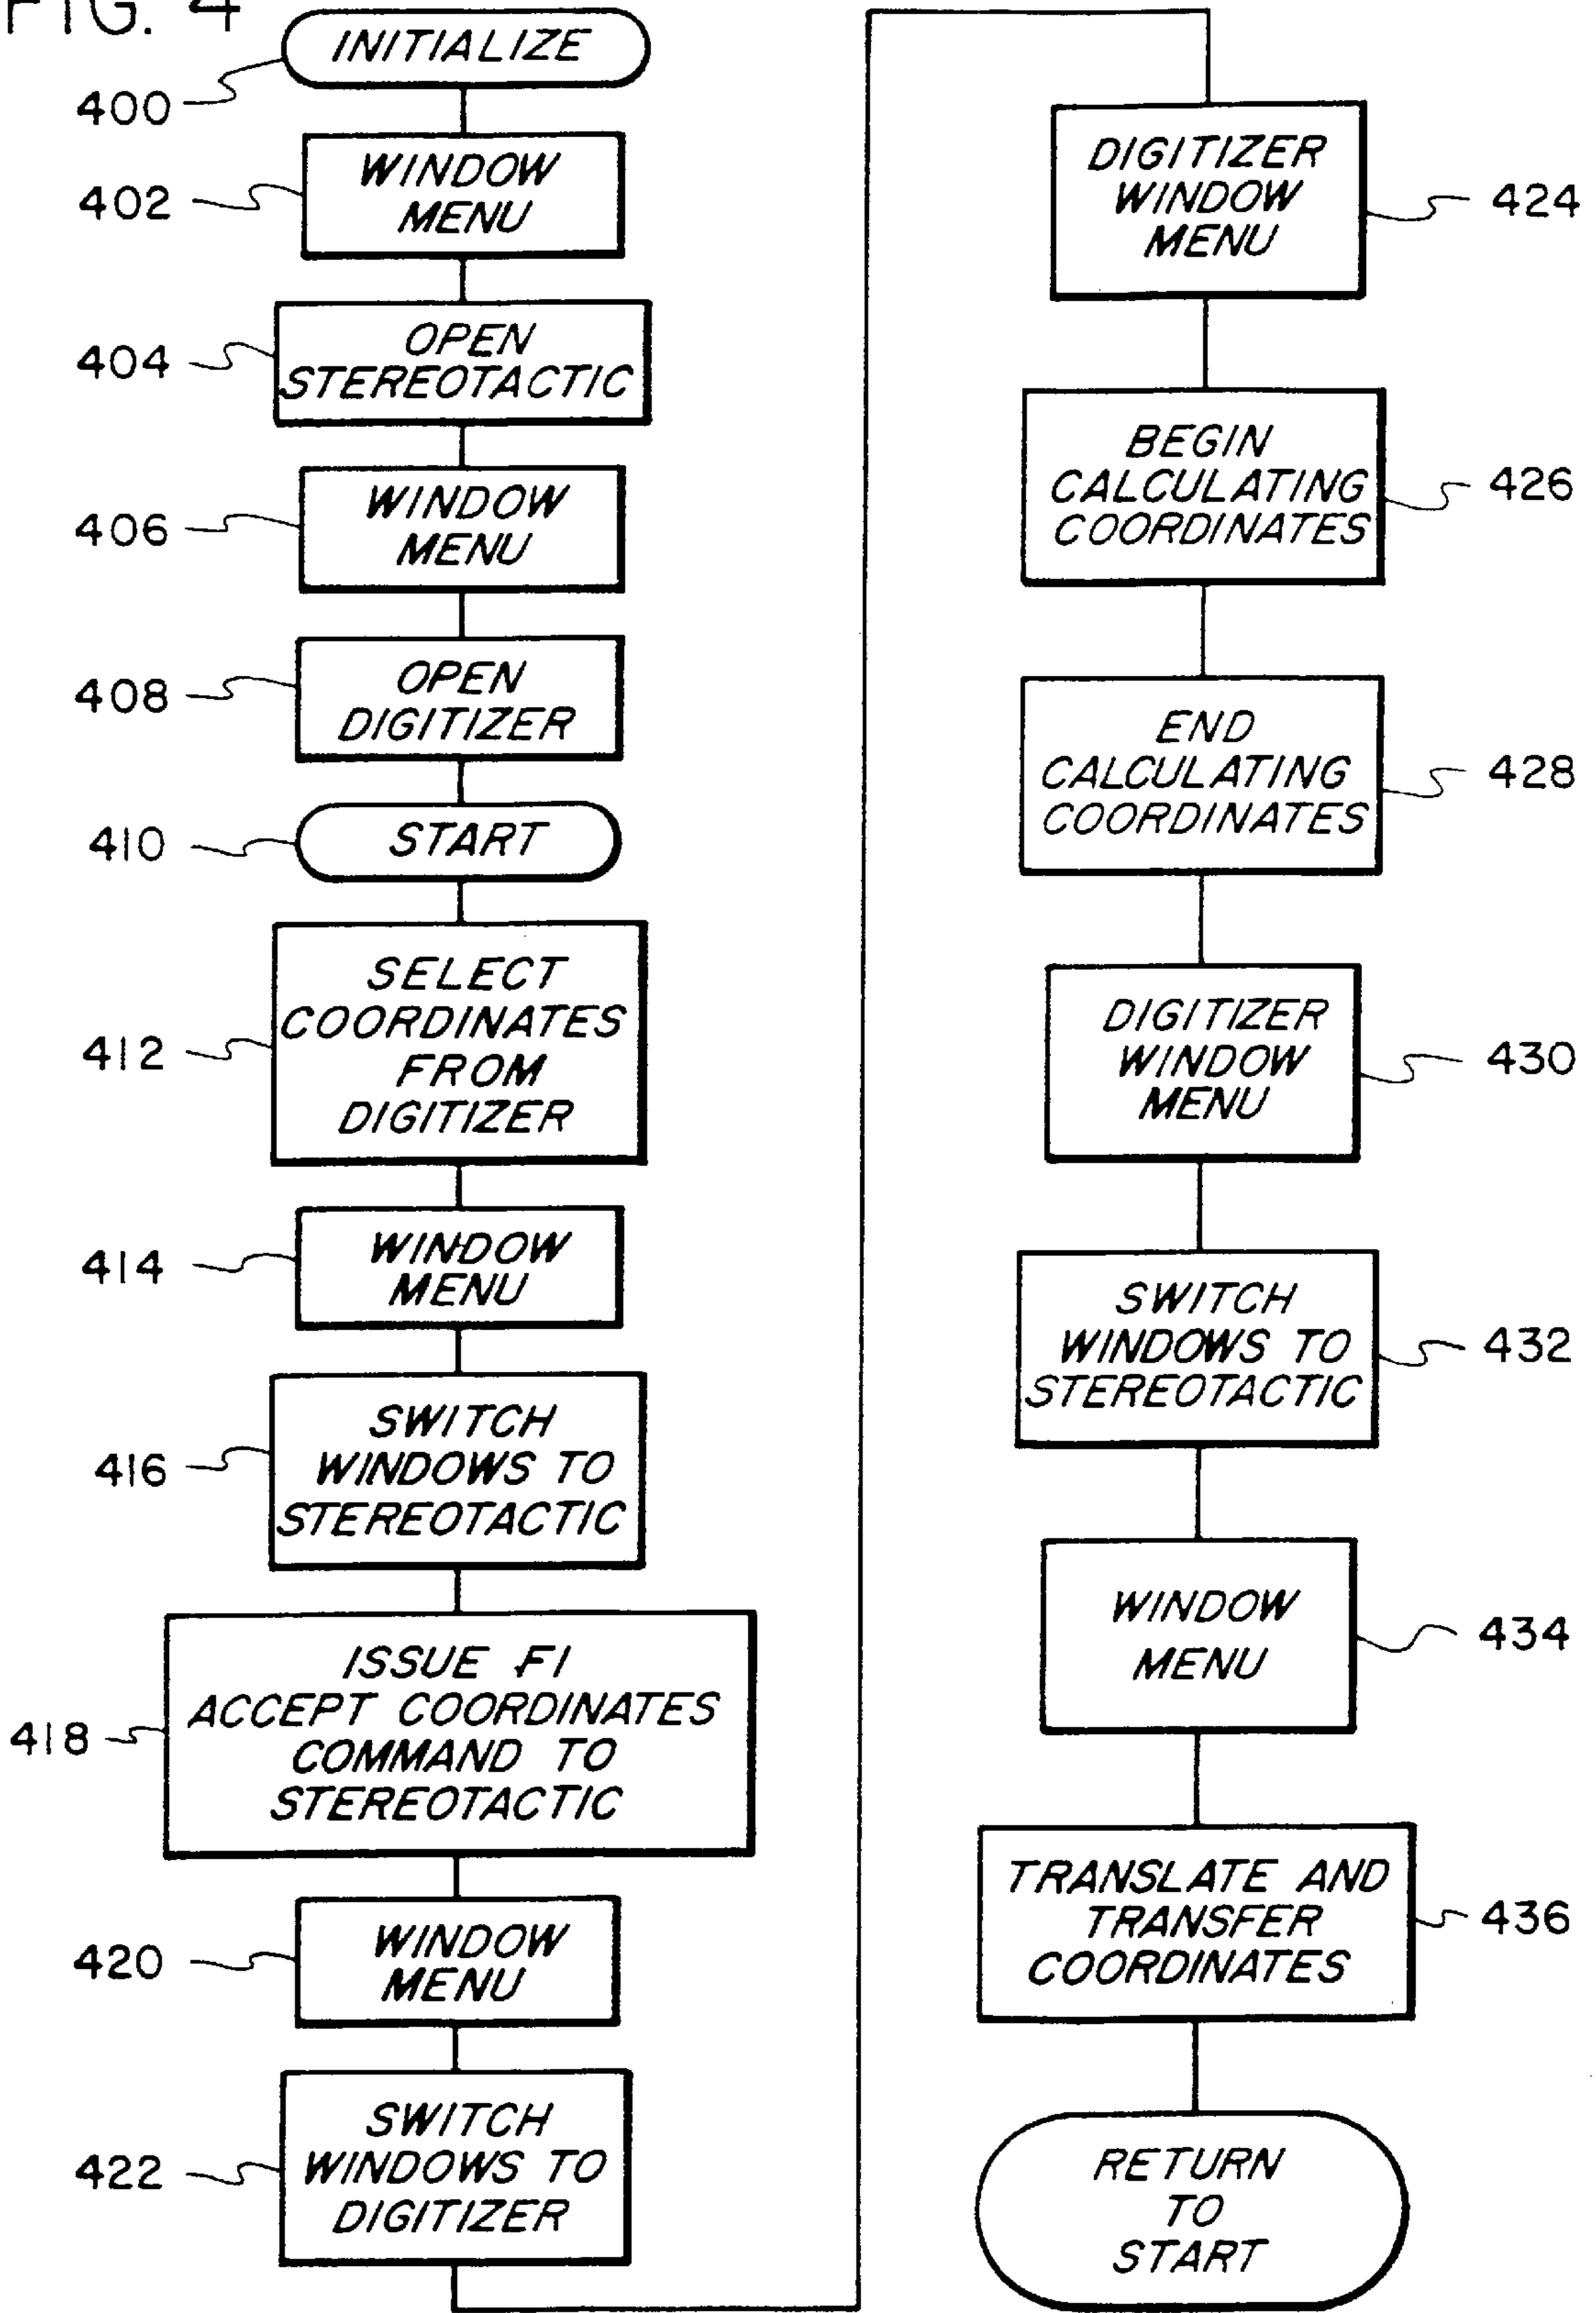 FIG. 4
INITIALIZE
400
WINDOW
MENU
402
OPEN
STEREOTACTIC
404
WINDOW
MENU
406
OPEN
DIGITIZER
408
START
410
SELECT
COORDINATES
FROM
DIGITIZER
412
WINDOW
MENU
414
SWITCH
WINDOWS TO
STEREOTACTIC
416
ISSUE F1
ACCEPT COORDINATES
COMMAND TO
STEREOTACTIC
418
WINDOW
MENU
420
SWITCH
WINDOWS TO
DIGITIZER
422
DIGITIZER
WINDOW
MENU
424
BEGIN
CALCULATING
COORDINATES
426
END
CALCULATING
COORDINATES
428
DIGITIZER
WINDOW
MENU
430
SWITCH
WINDOWS TO
STEREOTACTIC
432
WINDOW
MENU
434
TRANSLATE AND
TRANSFER
COORDINATES
436
RETURN
TO
START